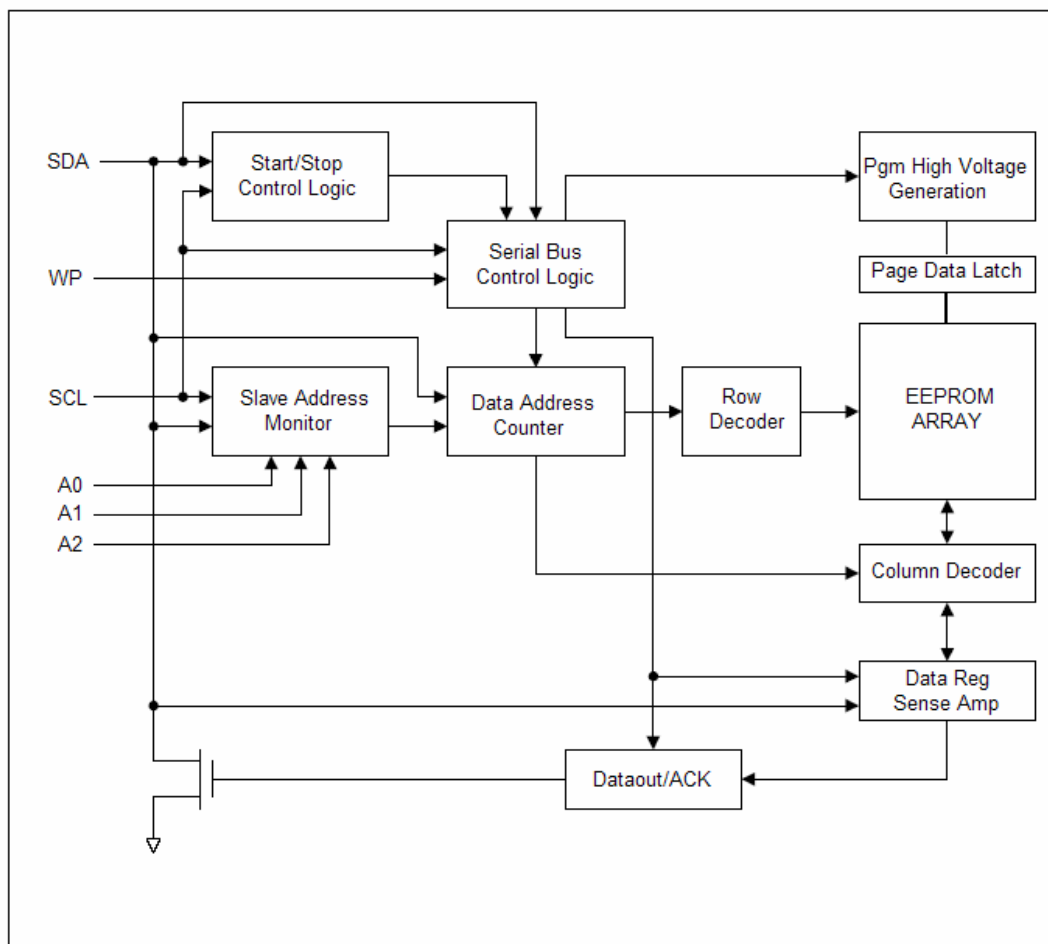 SDA
Start/Stop
Control Logic
Pgm High Voltage
Generation
WP
Serial Bus
Control Logic
Page Data Latch
SCL
Slave Address
Monitor
Data Address
Counter
Row
Decoder
EEPROM
ARRAY
A0
A1
A2
Column Decoder
Data Reg
Sense Amp
Dataout/ACK